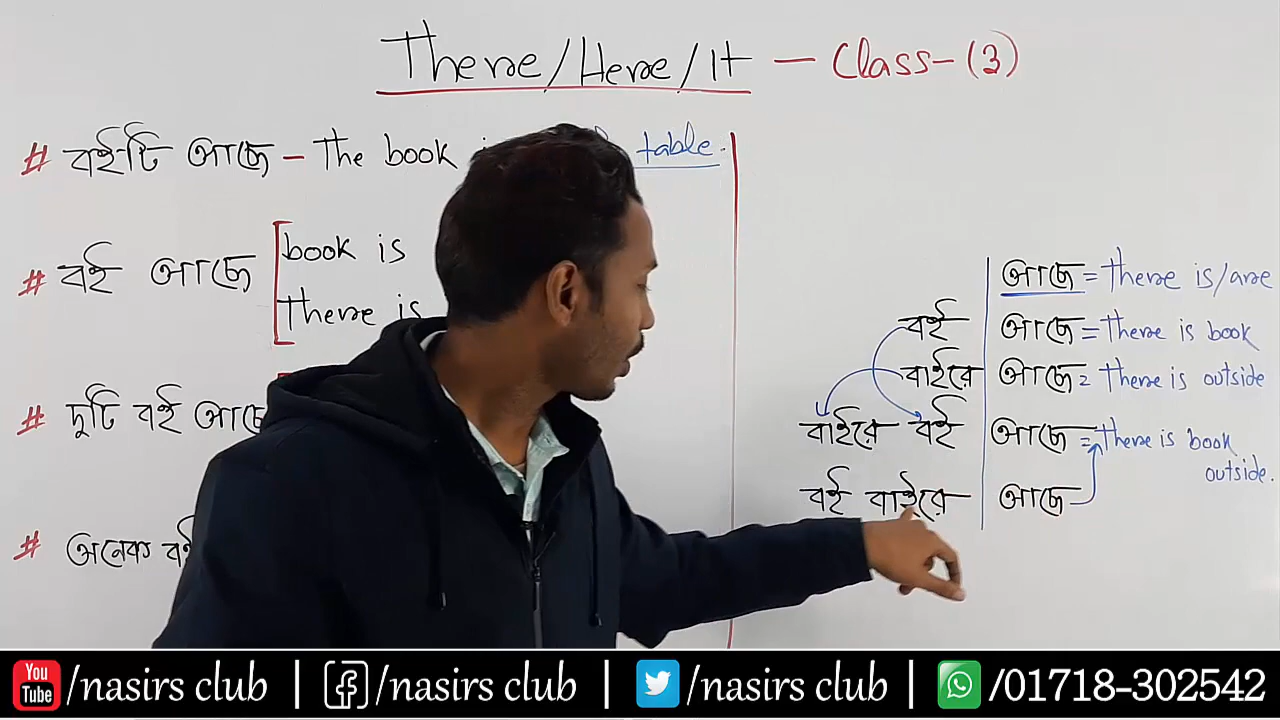 There/Here/It — Class-(3)
# বইটি আছে — The book table.
# বই আছে
book is
There is
# দুটি বই আছে
# অনেক
আছে = There is/are
বই আছে = There is book
বাইরে আছে = There is outside
বাইরে বই আছে = There is book
outside.
বই বাইরে আছে
You Tube /nasirs club | f /nasirs club | /nasirs club | /01718-302542